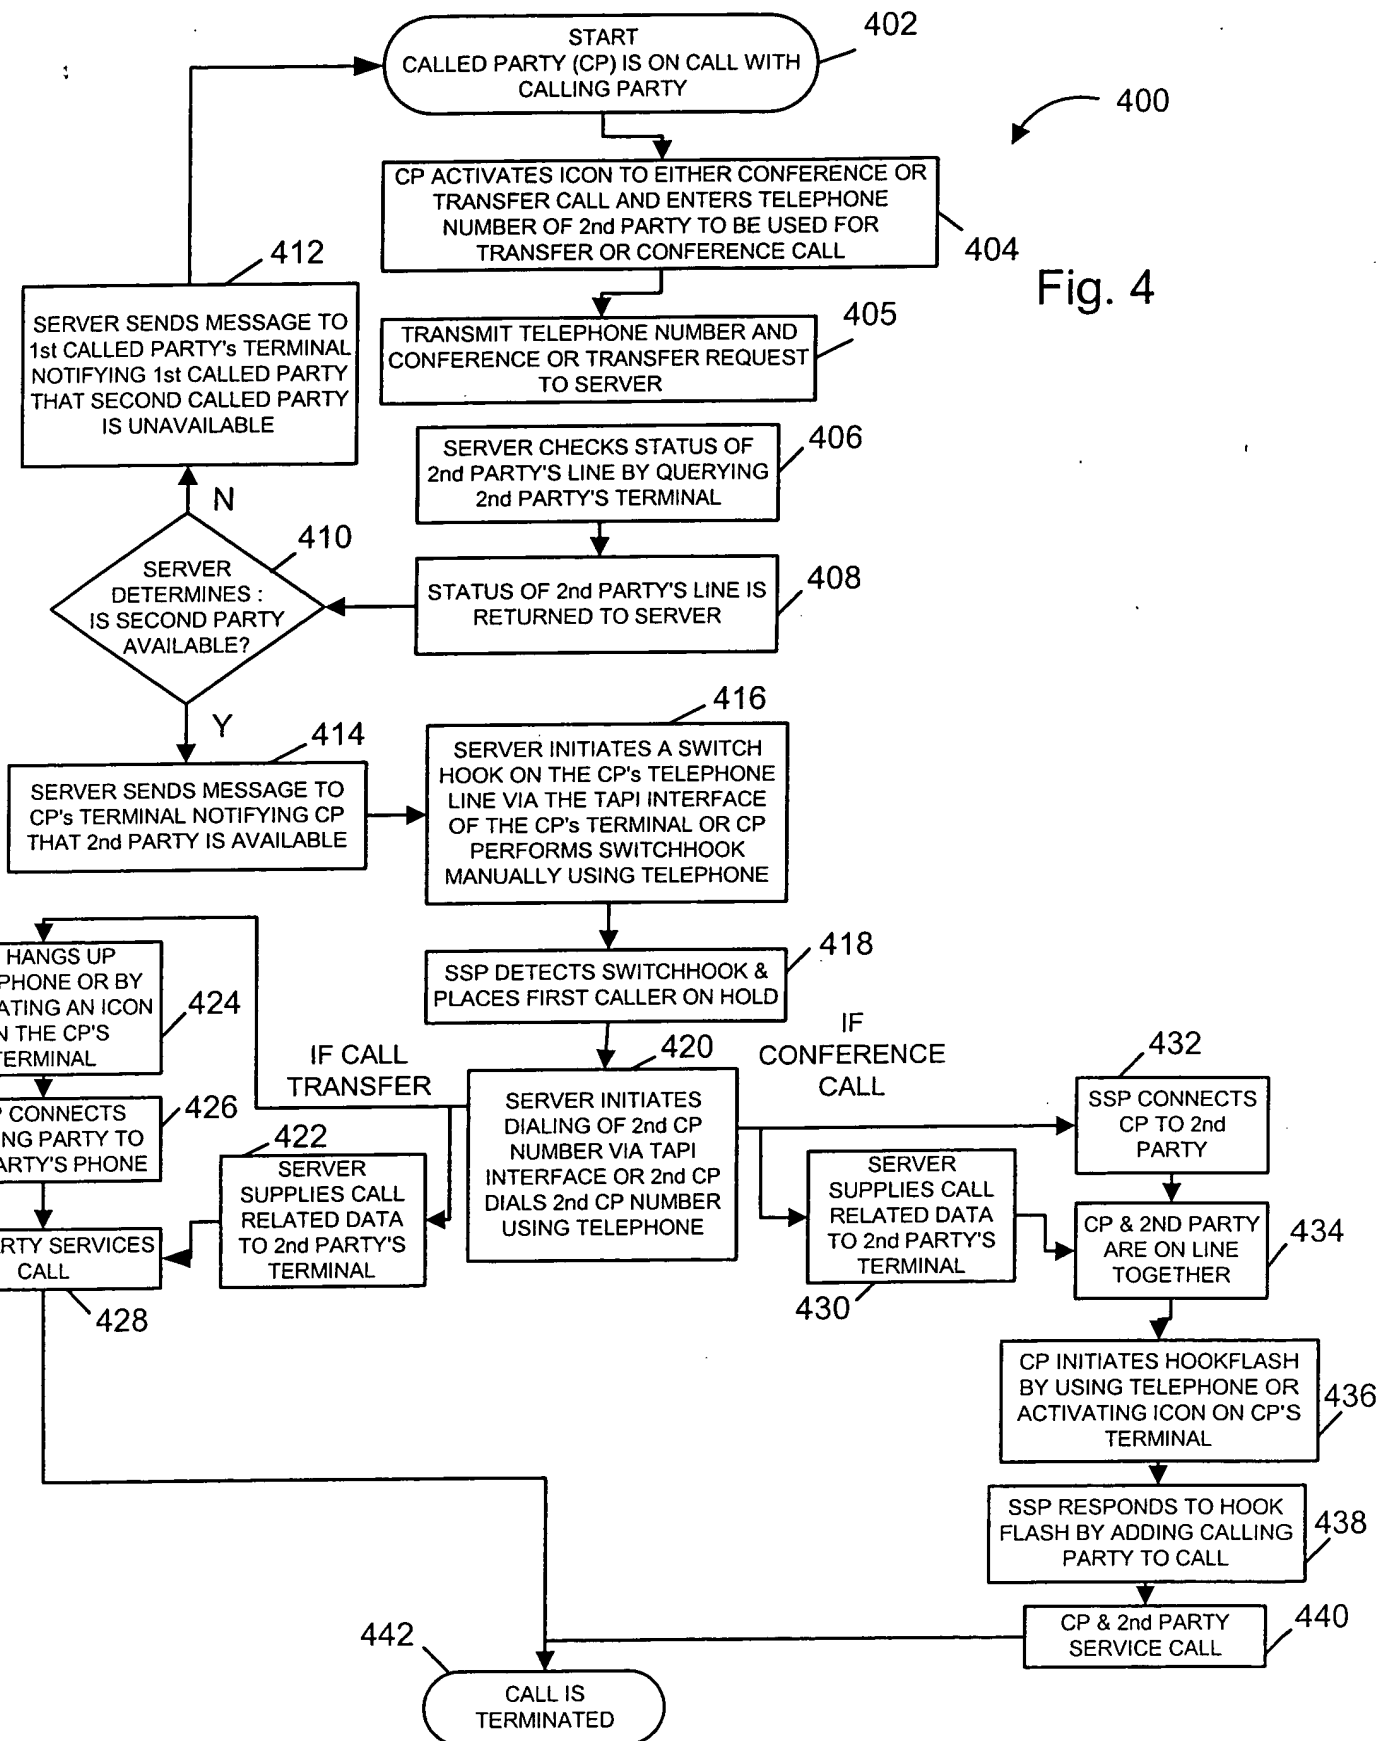 START
CALLED PARTY (CP) IS ON CALL WITH
CALLING PARTY
402
400
CP ACTIVATES ICON TO EITHER CONFERENCE OR
TRANSFER CALL AND ENTERS TELEPHONE
NUMBER OF 2nd PARTY TO BE USED FOR
TRANSFER OR CONFERENCE CALL
404
Fig. 4
TRANSMIT TELEPHONE NUMBER AND
CONFERENCE OR TRANSFER REQUEST
TO SERVER
405
412
SERVER SENDS MESSAGE TO
1st CALLED PARTY's TERMINAL
NOTIFYING 1st CALLED PARTY
THAT SECOND CALLED PARTY
IS UNAVAILABLE
SERVER CHECKS STATUS OF
2nd PARTY'S LINE BY QUERYING
2nd PARTY'S TERMINAL
406
N
410
SERVER
DETERMINES :
IS SECOND PARTY
AVAILABLE?
STATUS OF 2nd PARTY'S LINE IS
RETURNED TO SERVER
408
Y
414
SERVER SENDS MESSAGE TO
CP's TERMINAL NOTIFYING CP
THAT 2nd PARTY IS AVAILABLE
416
SERVER INITIATES A SWITCH
HOOK ON THE CP's TELEPHONE
LINE VIA THE TAPI INTERFACE
OF THE CP's TERMINAL OR CP
PERFORMS SWITCHHOOK
MANUALLY USING TELEPHONE
SSP DETECTS SWITCHHOOK &
PLACES FIRST CALLER ON HOLD
418
HANGS UP
PHONE OR BY
ATING AN ICON
N THE CP'S
TERMINAL
424
IF CALL
TRANSFER
420
SERVER INITIATES
DIALING OF 2nd CP
NUMBER VIA TAPI
INTERFACE OR 2nd CP
DIALS 2nd CP NUMBER
USING TELEPHONE
IF
CONFERENCE
CALL
432
SSP CONNECTS
CP TO 2nd
PARTY
P CONNECTS
ING PARTY TO
ARTY'S PHONE
426
422
SERVER
SUPPLIES CALL
RELATED DATA
TO 2nd PARTY'S
TERMINAL
SERVER
SUPPLIES CALL
RELATED DATA
TO 2nd PARTY'S
TERMINAL
430
CP & 2ND PARTY
ARE ON LINE
TOGETHER
434
ARTY SERVICES
CALL
428
CP INITIATES HOOKFLASH
BY USING TELEPHONE OR
ACTIVATING ICON ON CP'S
TERMINAL
436
SSP RESPONDS TO HOOK
FLASH BY ADDING CALLING
PARTY TO CALL
438
CP & 2nd PARTY
SERVICE CALL
440
442
CALL IS
TERMINATED